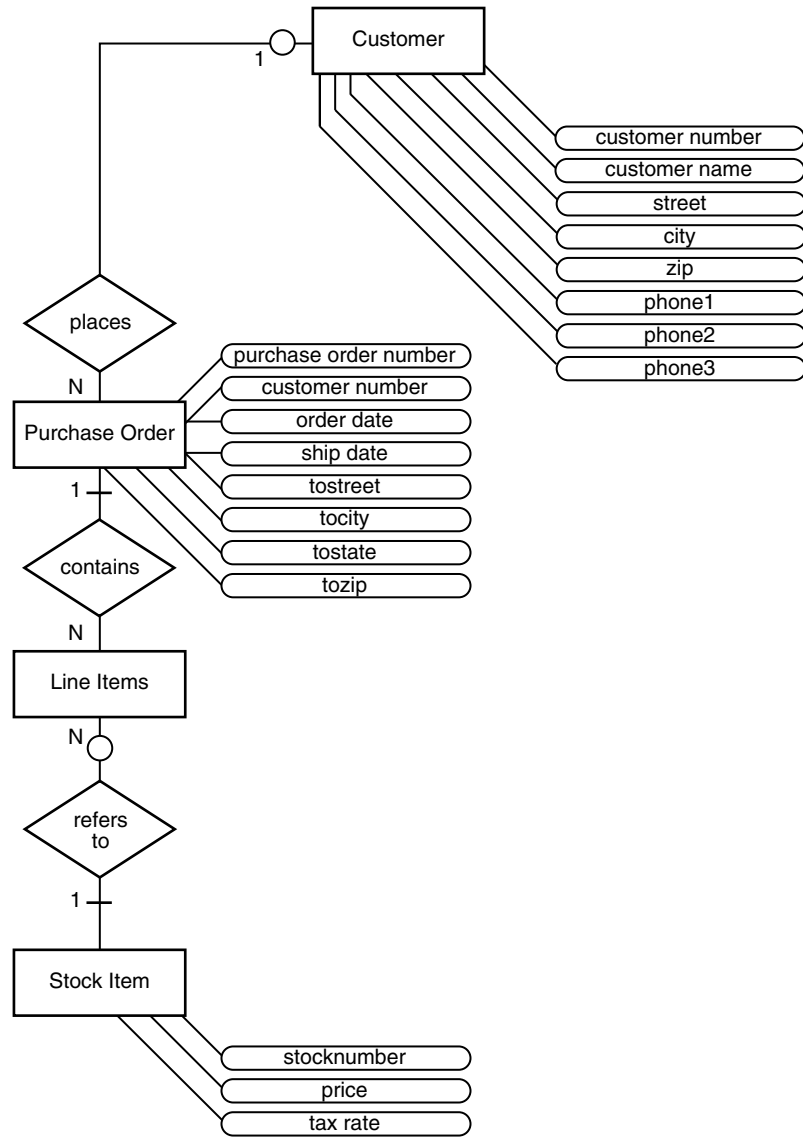 Customer
1
customer number
customer name
street
city
zip
phone1
phone2
phone3
places
N
purchase order number
customer number
order date
ship date
tostreet
tocity
tostate
tozip
Purchase Order
1
contains
N
Line Items
N
refers
to
1
Stock Item
stocknumber
price
tax rate